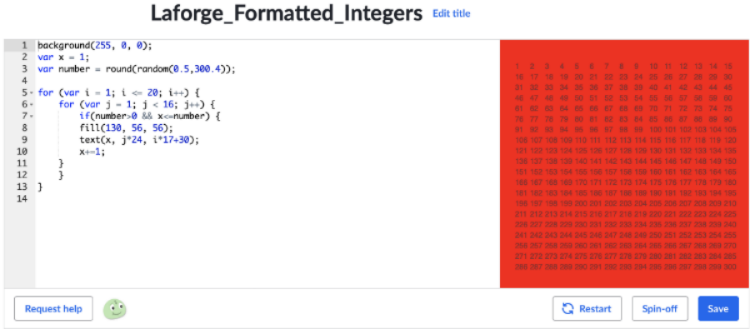 Laforge_Formatted_Integers Edit title
1 background(255, 0, 0);
2 var x = 1;
3 var number = round(random(0.5,300.4));
4
5 for (var i = 1; i <= 20; i++) {
6 for (var j = 1; j < 16; j++) {
7 if(number>0 && x<=number) {
8 fill(130, 56, 56);
9 text(x, j*24, i*17+30);
10 x+=1;
11 }
12 }
13 }
14
1 2 3 4 5 6 7 8 9 10 11 12 13 14 15
16 17 18 19 20 21 22 23 24 25 26 27 28 29 30
31 32 33 34 35 36 37 38 39 40 41 42 43 44 45
46 47 48 49 50 51 52 53 54 55 56 57 58 59 60
61 62 63 64 65 66 67 68 69 70 71 72 73 74 75
76 77 78 79 80 81 82 83 84 85 86 87 88 89 90
91 92 93 94 95 96 97 98 99 100 101 102 103 104 105
106 107 108 109 110 111 112 113 114 115 116 117 118 119 120
121 122 123 124 125 126 127 128 129 130 131 132 133 134 135
136 137 138 139 140 141 142 143 144 145 146 147 148 149 150
151 152 153 154 155 156 157 158 159 160 161 162 163 164 165
166 167 168 169 170 171 172 173 174 175 176 177 178 179 180
181 182 183 184 185 186 187 188 189 190 191 192 193 194 195
196 197 198 199 200 201 202 203 204 205 206 207 208 209 210
211 212 213 214 215 216 217 218 219 220 221 222 223 224 225
226 227 228 229 230 231 232 233 234 235 236 237 238 239 240
241 242 243 244 245 246 247 248 249 250 251 252 253 254 255
256 257 258 259 260 261 262 263 264 265 266 267 268 269 270
271 272 273 274 275 276 277 278 279 280 281 282 283 284 285
286 287 288 289 290 291 292 293 294 295 296 297 298 299 300
Request help Restart Spin-off Save